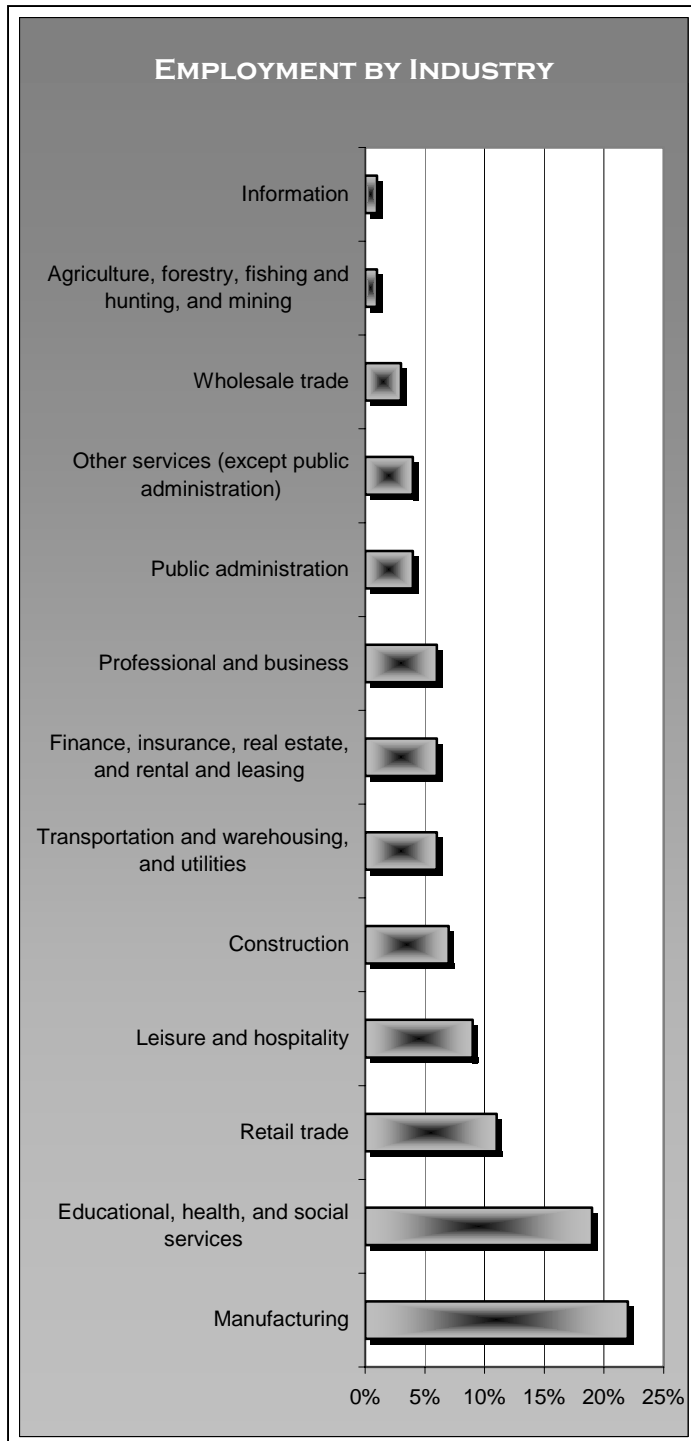 EMPLOYMENT BY INDUSTRY
Information
Agriculture, forestry, fishing and
hunting, and mining
Wholesale trade
Other services (except public
administration)
Public administration
Professional and business
Finance, insurance, real estate,
and rental and leasing
Transportation and warehousing,
and utilities
Construction
Leisure and hospitality
Retail trade
Educational, health, and social
services
Manufacturing
0% 5% 10% 15% 20% 25%